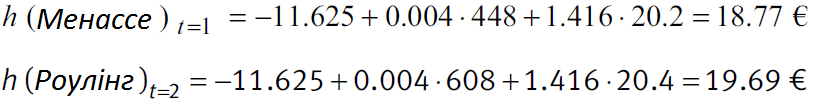 h (Менассе ) t=1 = −11.625 + 0.004 · 448 + 1.416 · 20.2 = 18.77 €
h (Роулінг )t=2 = −11.625 + 0.004 · 608 + 1.416 · 20.4 = 19.69 €